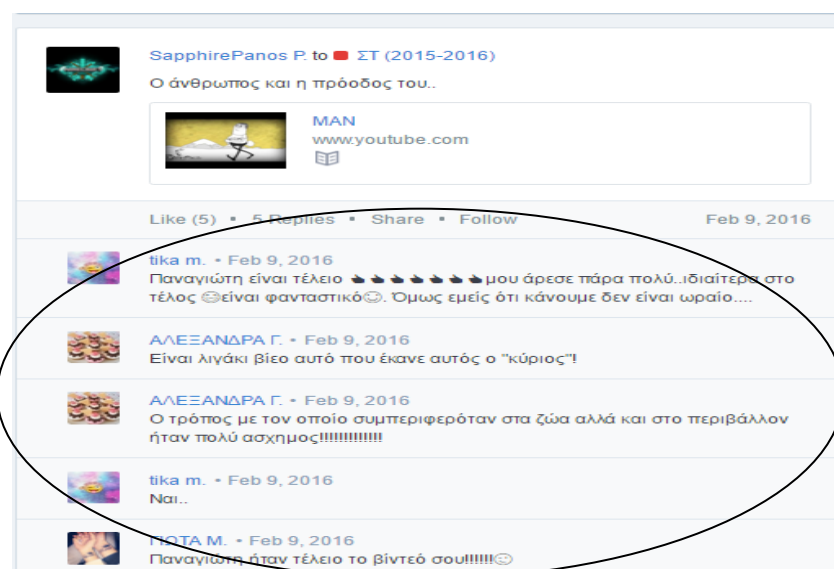 SapphirePanos P. to ΣΤ (2015-2016)
Ο άνθρωπος και η πρόοδος του..
MAN
www.youtube.com
Like (5) • 5 Replies • Share • Follow Feb 9, 2016
tika m. • Feb 9, 2016
Παναγιώτη είναι τέλειο 👍👍👍👍👍👍👍μου άρεσε πάρα πολύ..ιδιαίτερα στο
τέλος 😄είναι φανταστικό😉. Όμως εμείς ότι κάνουμε δεν είναι ωραίο....
ΑΛΕΞΑΝΔΡΑ Γ. • Feb 9, 2016
Είναι λιγάκι βίεο αυτό που έκανε αυτός ο "κύριος"!
ΑΛΕΞΑΝΔΡΑ Γ. • Feb 9, 2016
Ο τρόπος με τον οποίο συμπεριφερόταν στα ζώα αλλά και στο περιβάλλον
ήταν πολύ ασχημος!!!!!!!!!!!!!
tika m. • Feb 9, 2016
Ναι..
ΓΙΩΤΑ Μ. • Feb 9, 2016
Παναγιώτη ήταν τέλειο το βίντεό σου!!!!!!😉